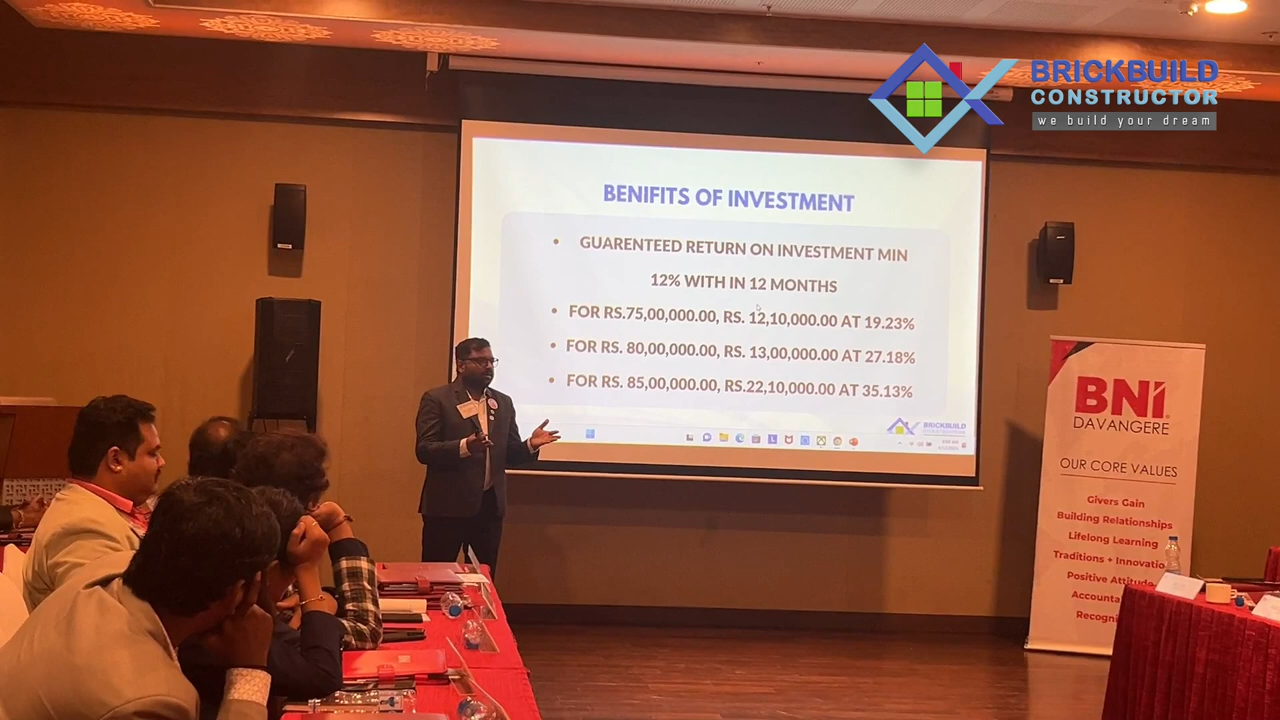 BRICKBUILD
CONSTRUCTOR
we build your dream
BENIFITS OF INVESTMENT
• GUARENTEED RETURN ON INVESTMENT MIN
12% WITH IN 12 MONTHS
• FOR RS.75,00,000.00, RS. 12,10,000.00 AT 19.23%
• FOR RS. 80,00,000.00, RS. 13,00,000.00 AT 27.18%
• FOR RS. 85,00,000.00, RS.22,10,000.00 AT 35.13%
BRICKBUILD
BNI
DAVANGERE
OUR CORE VALUES
Givers Gain
Building Relationships
Lifelong Learning
Traditions + Innovatio
Positive Attitude
Accounta
Recogni